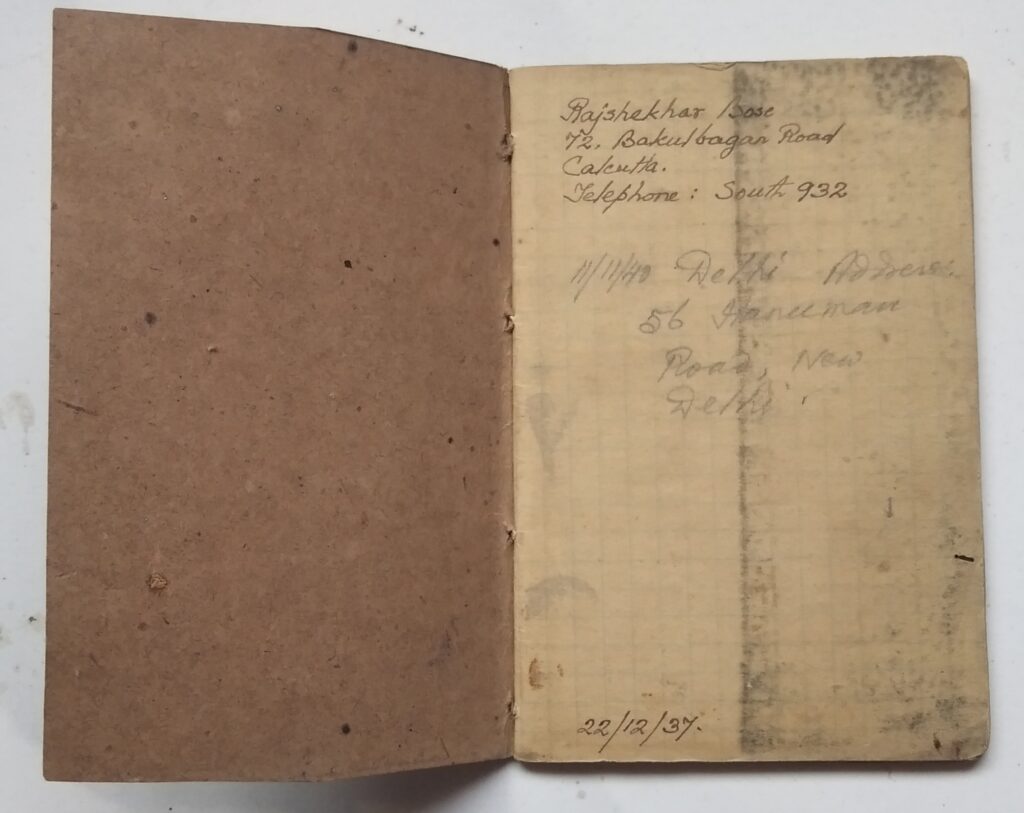 Rajshekhar Bose
72, Bakulbagan Road
Calcutta.
Telephone : South 932
11/11/40 Delhi Address.
56 Hanuman
Road, New
Delhi.
22/12/37.